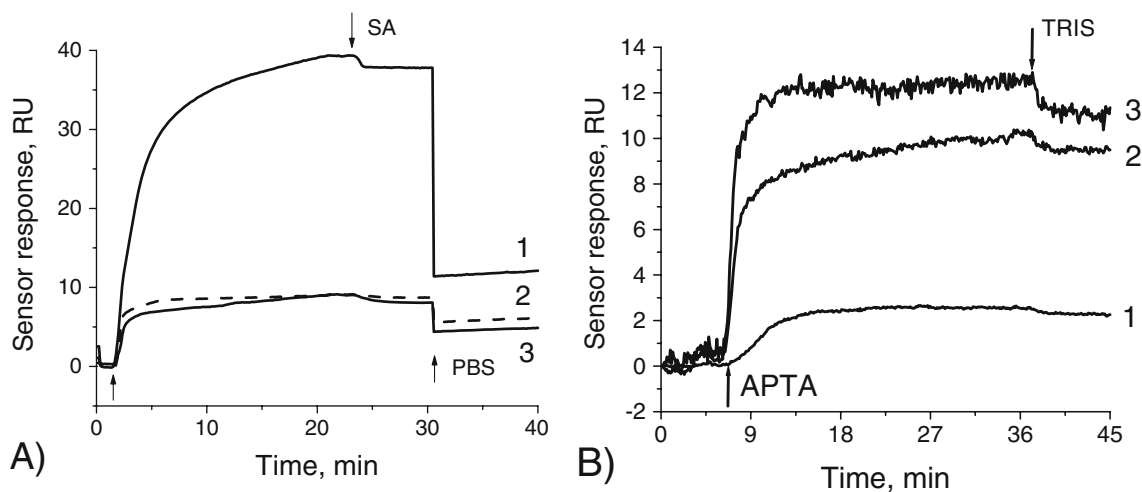 SA
40
30
20
10
0
Sensor response, RU
1
2
3
PBS
0 10 20 30 40
Time, min
A)
TRIS
14
12
10
8
6
4
2
0
-2
Sensor response, RU
3
2
1
APTA
0 9 18 27 36 45
Time, min
B)